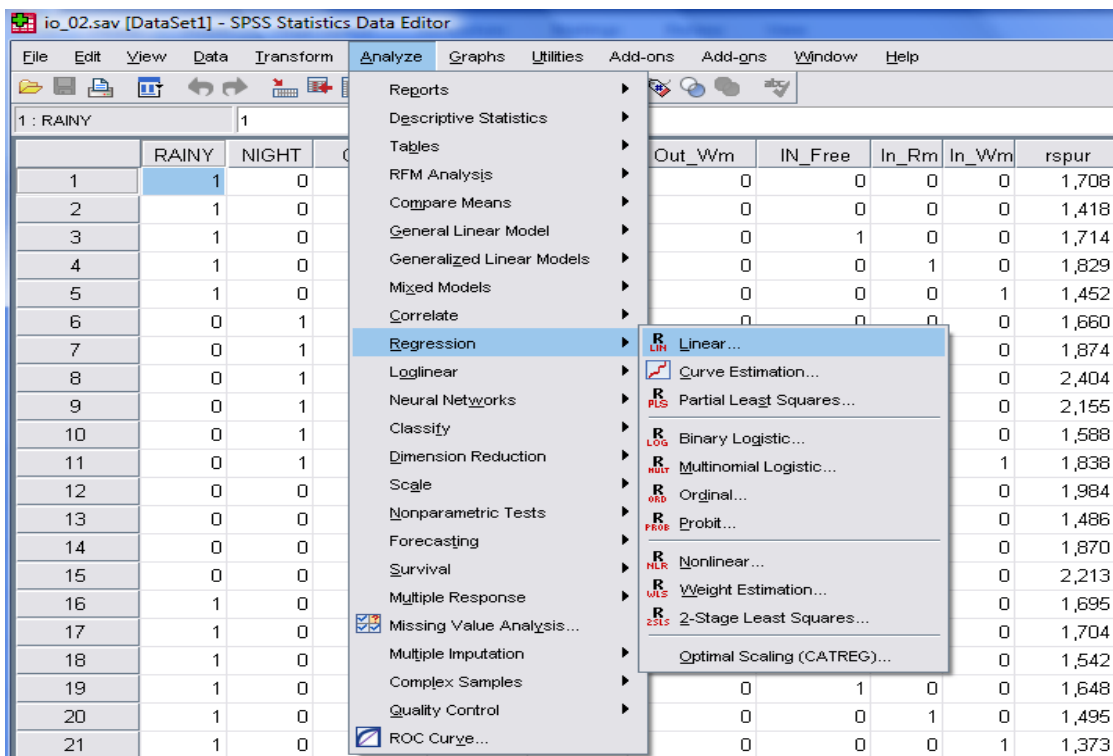 io_02.sav [DataSet1] - SPSS Statistics Data Editor
File Edit View Data Transform Analyze Graphs Utilities Add-ons Add-ons Window Help
1 : RAINY 1
RAINY NIGHT Out_Wm IN_Free In_Rm In_Wm rspur
1 1 0 0 0 0 0 1,708
2 1 0 0 0 0 0 1,418
3 1 0 0 1 0 0 1,714
4 1 0 0 0 1 0 1,829
5 1 0 0 0 0 1 1,452
6 0 1 0 0 0 0 1,660
7 0 1 0 1,874
8 0 1 0 2,404
9 0 1 0 2,155
10 0 1 0 1,588
11 0 1 1 1,838
12 0 0 0 1,984
13 0 0 0 1,486
14 0 0 0 1,870
15 0 0 0 2,213
16 1 0 0 1,695
17 1 0 0 1,704
18 1 0 0 1,542
19 1 0 0 1 0 0 1,648
20 1 0 0 0 1 0 1,495
21 1 0 0 0 0 1 1,373
Reports
Descriptive Statistics
Tables
RFM Analysis
Compare Means
General Linear Model
Generalized Linear Models
Mixed Models
Correlate
Regression
Loglinear
Neural Networks
Classify
Dimension Reduction
Scale
Nonparametric Tests
Forecasting
Survival
Multiple Response
Missing Value Analysis...
Multiple Imputation
Complex Samples
Quality Control
ROC Curve...
R LIN Linear...
Curve Estimation...
R PLS Partial Least Squares...
R LOG Binary Logistic...
R MULT Multinomial Logistic...
R ORD Ordinal...
R PROB Probit...
R NLR Nonlinear...
R WLS Weight Estimation...
R 2SLS 2-Stage Least Squares...
Optimal Scaling (CATREG)...